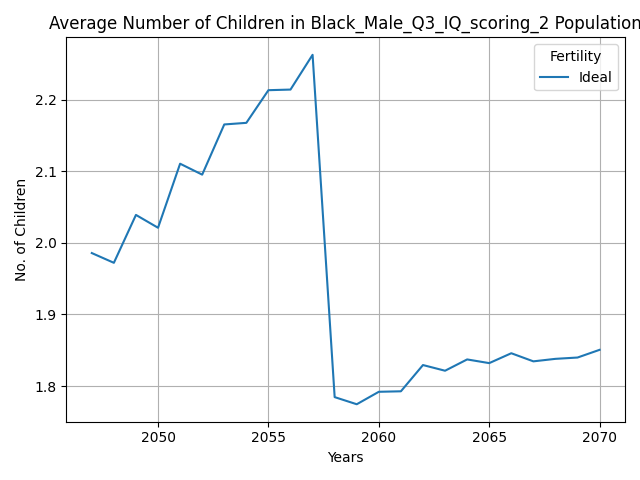 Average Number of Children in Black_Male_Q3_IQ_scoring_2 Population
Fertility
Ideal
No. of Children
2.2
2.1
2.0
1.9
1.8
2050 2055 2060 2065 2070
Years